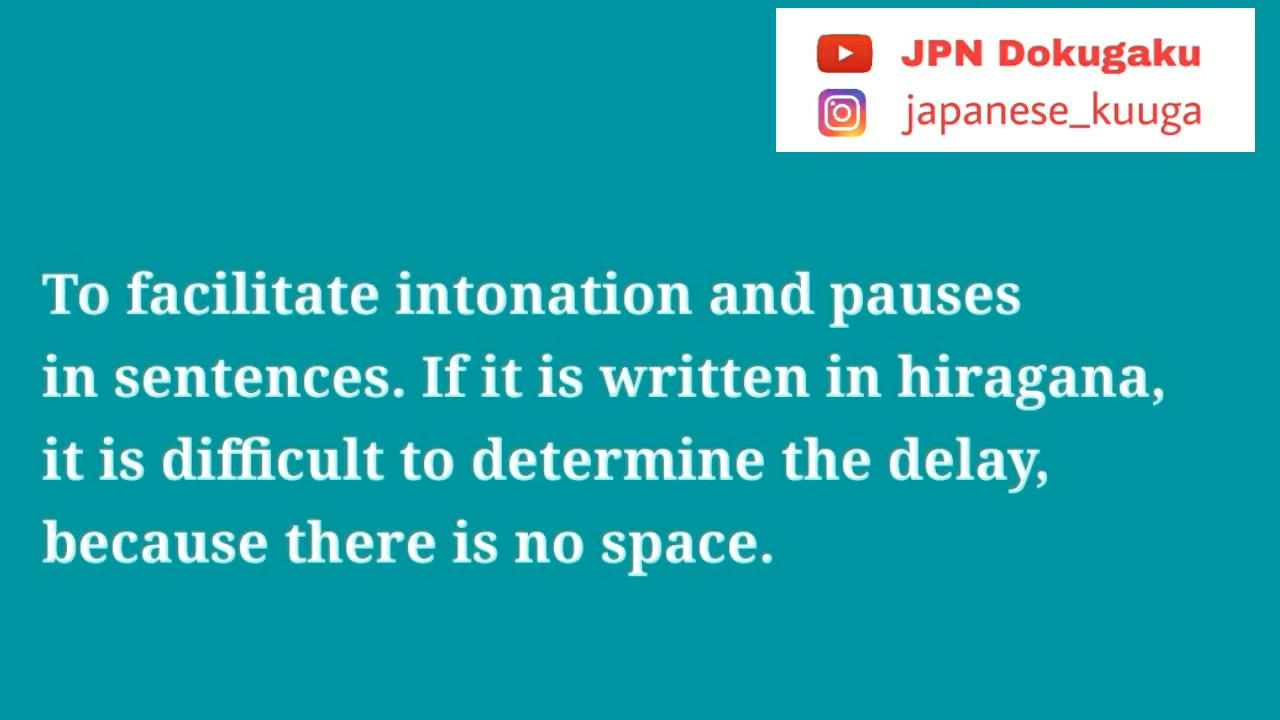 JPN Dokugaku
japanese_kuuga
To facilitate intonation and pauses
in sentences. If it is written in hiragana,
it is difficult to determine the delay,
because there is no space.